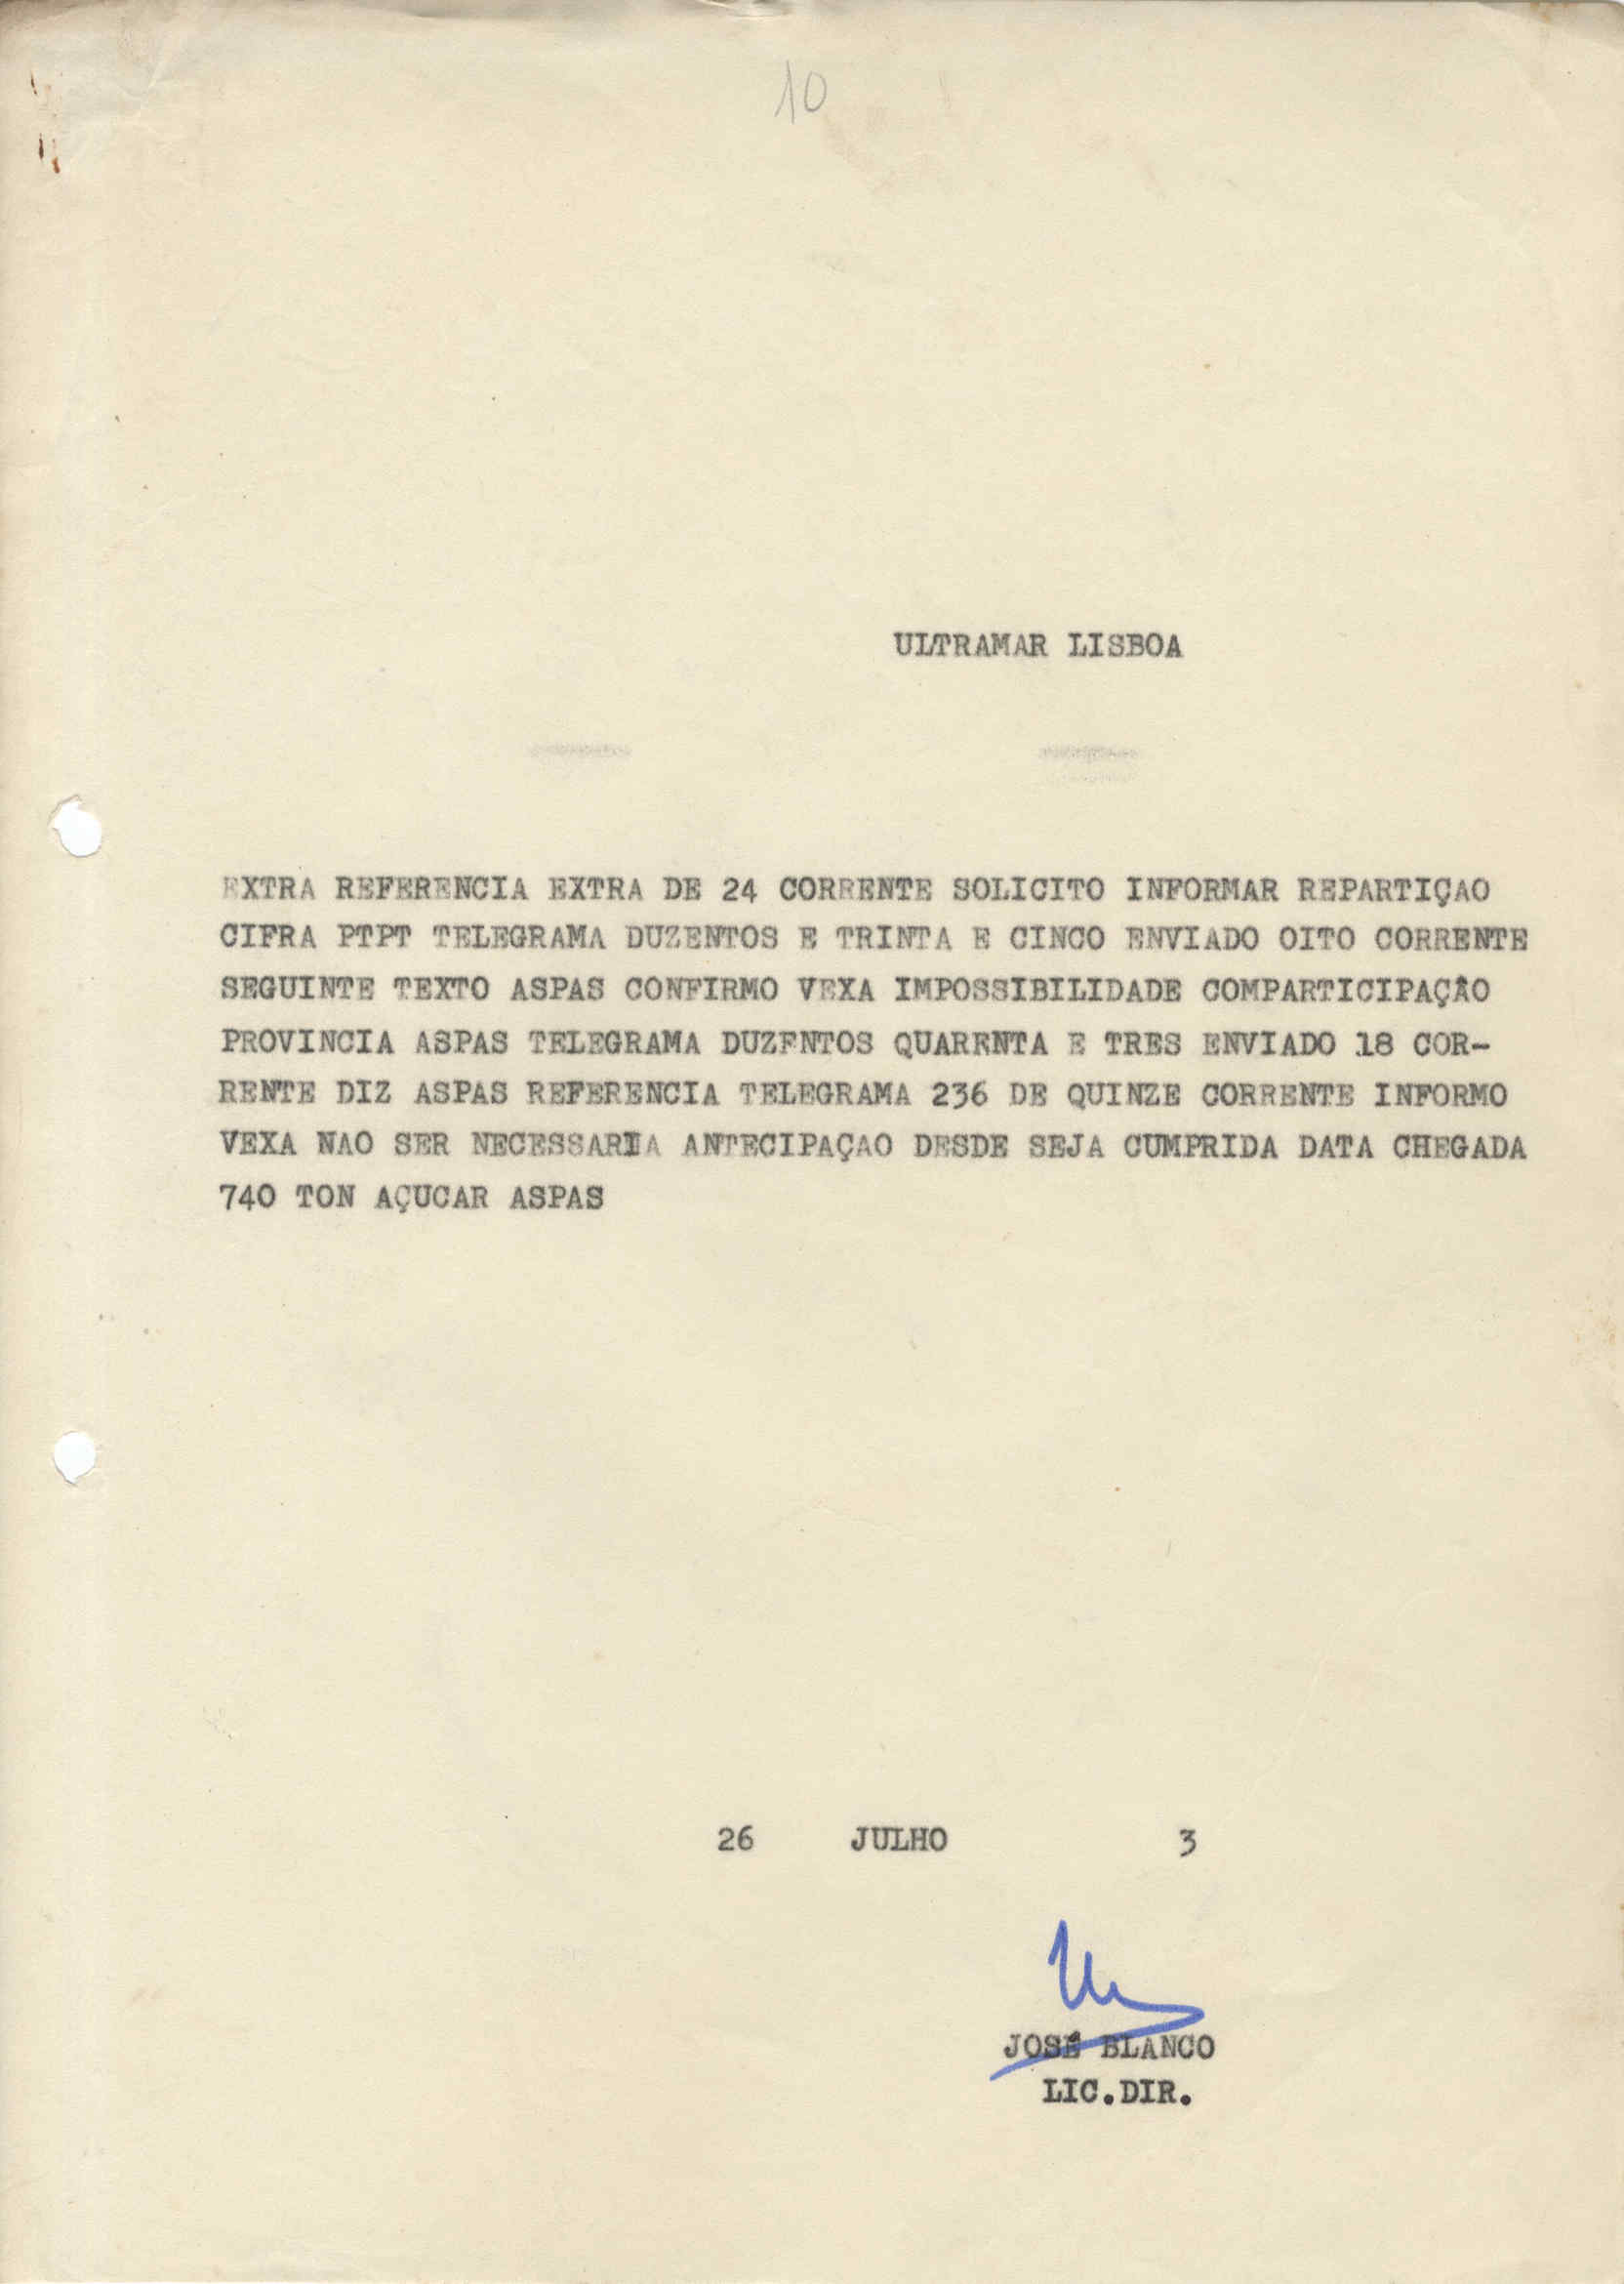 10
ULTRAMAR LISBOA
EXTRA REFERENCIA EXTRA DE 24 CORRENTE SOLICITO INFORMAR REPARTIÇAO
CIFRA PTPT TELEGRAMA DUZENTOS E TRINTA E CINCO ENVIADO OITO CORRENTE
SEGUINTE TEXTO ASPAS CONFIRMO VEXA IMPOSSIBILIDADE COMPARTICIPAÇÃO
PROVINCIA ASPAS TELEGRAMA DUZENTOS QUARENTA E TRES ENVIADO 18 COR-
RENTE DIZ ASPAS REFERENCIA TELEGRAMA 236 DE QUINZE CORRENTE INFORMO
VEXA NAO SER NECESSARIA ANTECIPAÇAO DESDE SEJA CUMPRIDA DATA CHEGADA
740 TON AÇUCAR ASPAS
26 JULHO 3
JOSÉ BLANCO
LIC.DIR.